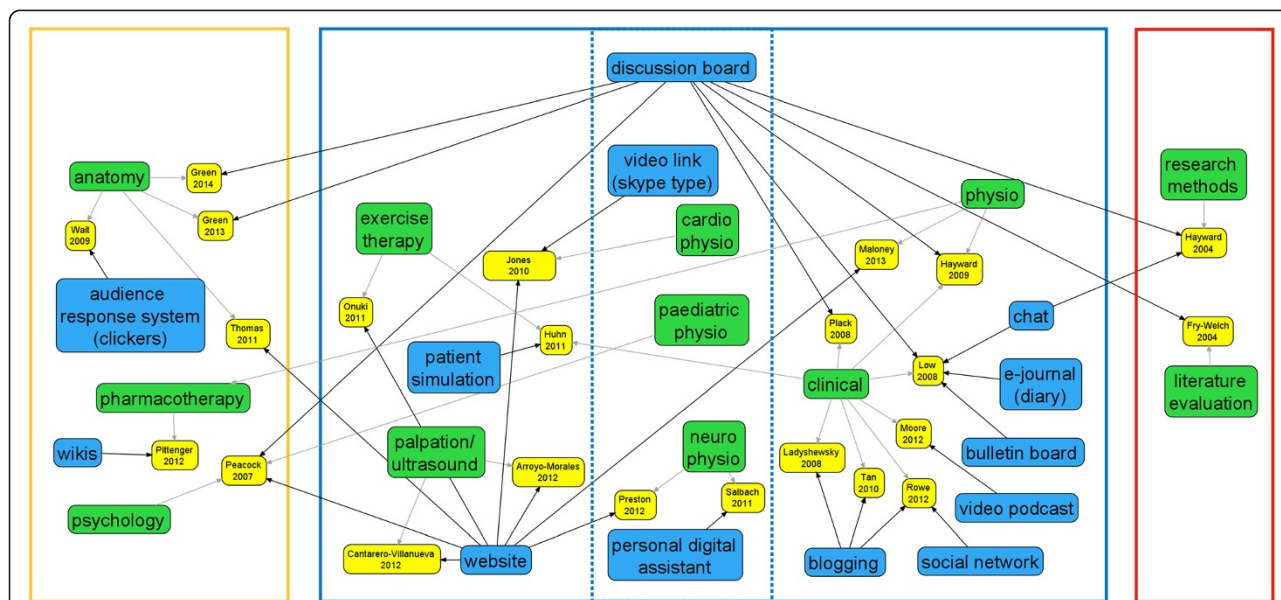 discussion board
anatomy
Green
2014
Green
2013
Wait
2009
audience
response system
(clickers)
Thomas
2011
pharmacotherapy
wikis
Pittenger
2012
Peacock
2007
psychology
exercise
therapy
video link
(skype type)
cardio
physio
Jones
2010
Onuki
2011
Huhn
2011
paediatric
physio
patient
simulation
palpation/
ultrasound
Arroyo-Morales
2012
neuro
physio
Preston
2012
Salbach
2011
Cantarero-Villanueva
2012
website
personal digital
assistant
physio
Maloney
2013
Hayward
2009
Plack
2008
chat
Low
2008
e-journal
(diary)
clinical
Moore
2012
bulletin board
Ladyshewsky
2008
Tan
2010
Rowe
2012
video podcast
blogging
social network
research
methods
Hayward
2004
Fry-Welch
2004
literature
evaluation